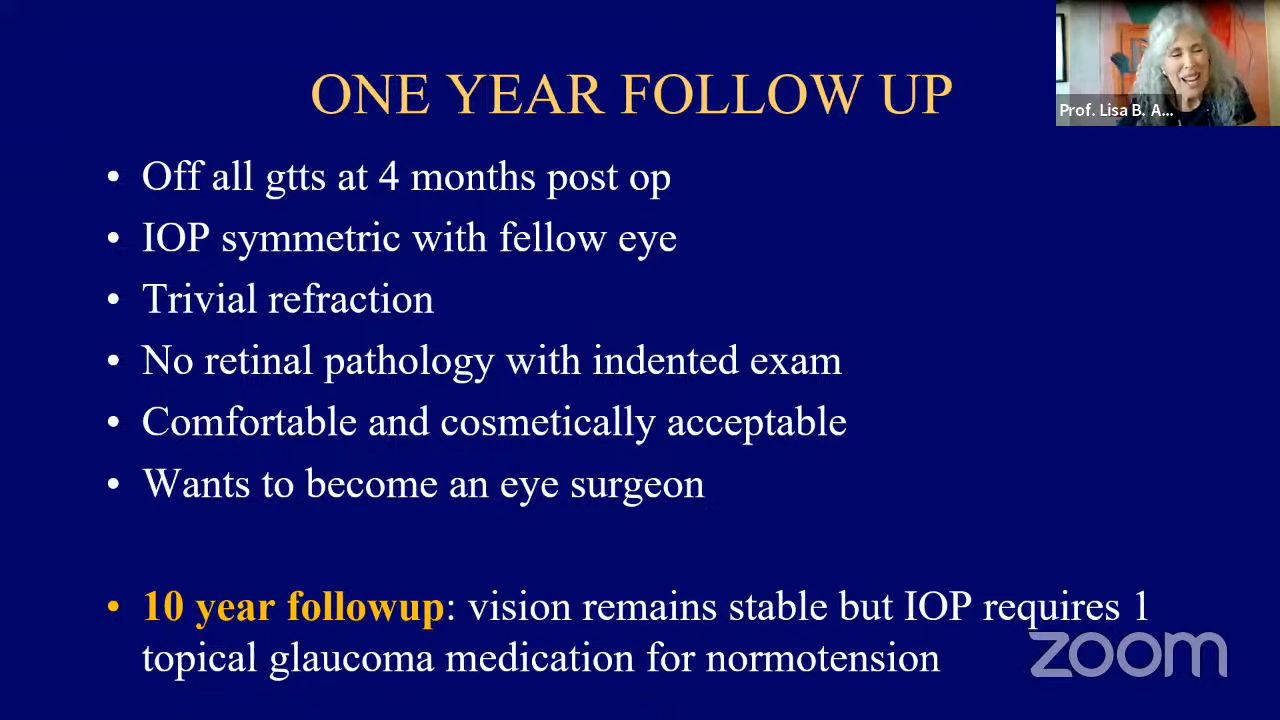 ONE YEAR FOLLOW UP
Prof. Lisa B. A...
• Off all gtts at 4 months post op
• IOP symmetric with fellow eye
• Trivial refraction
• No retinal pathology with indented exam
• Comfortable and cosmetically acceptable
• Wants to become an eye surgeon
• 10 year followup: vision remains stable but IOP requires 1
topical glaucoma medication for normotension
zoom